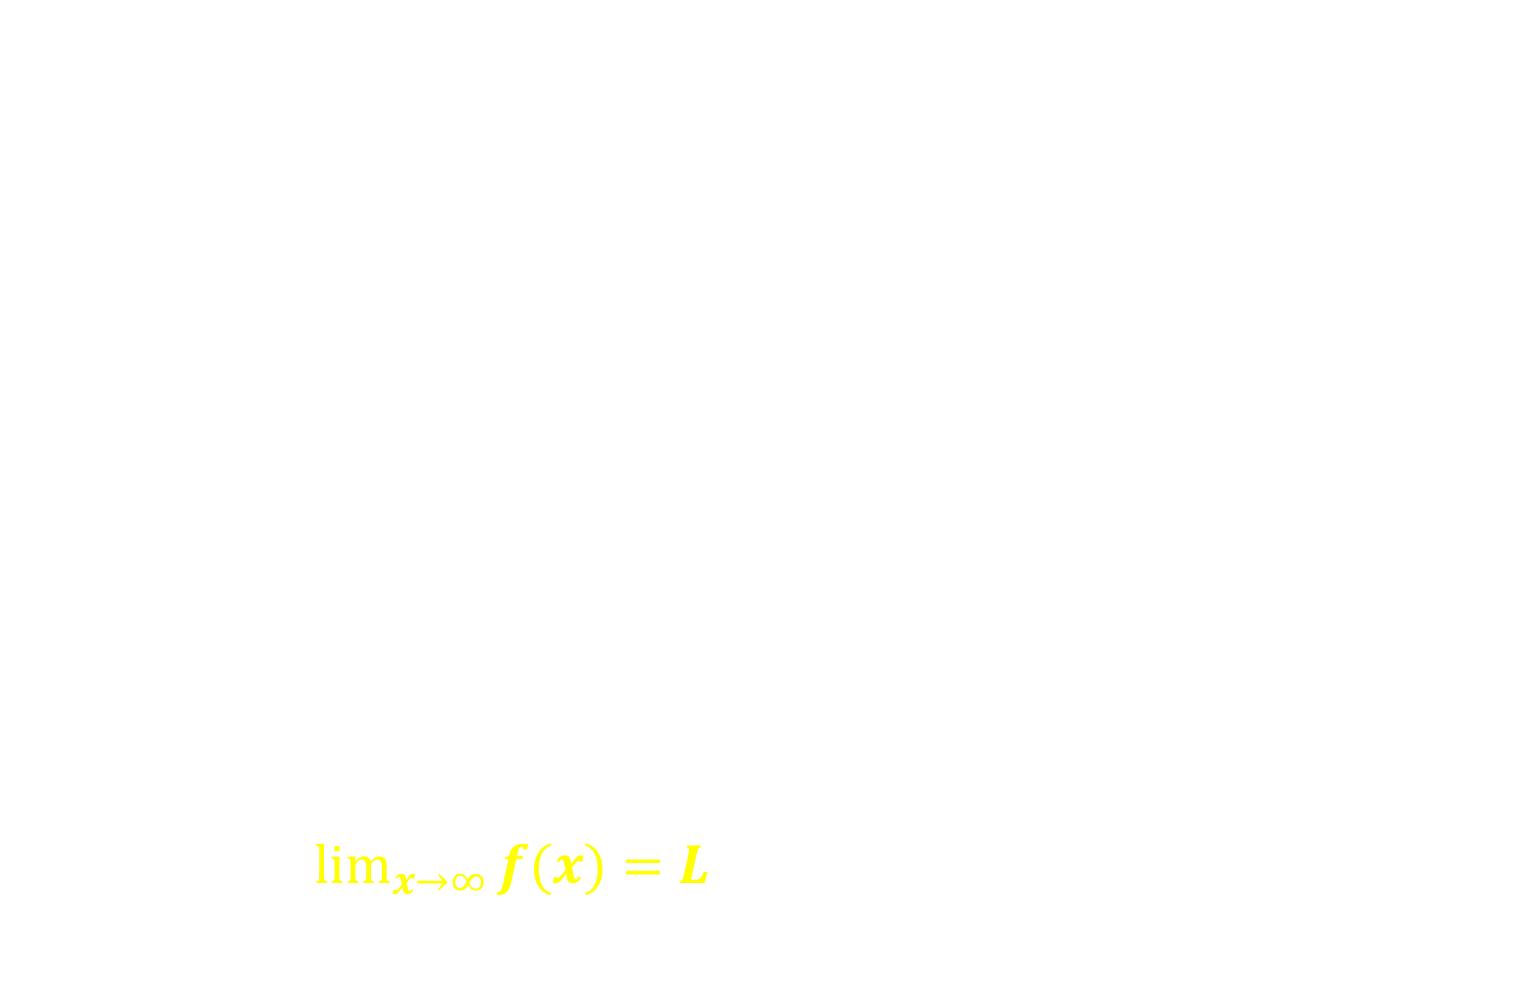 lim_{x→∞} f(x) = L